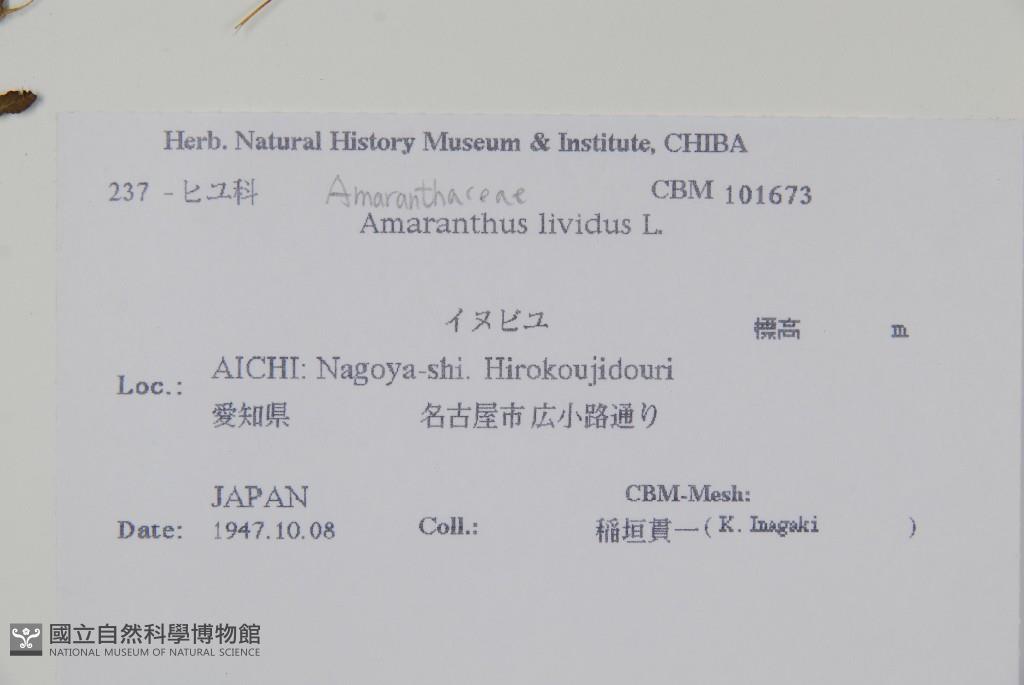 Herb. Natural History Museum & Institute, CHIBA
237 - ヒユ科 Amaranthaceae CBM 101673
Amaranthus lividus L.
イヌビユ 標高 m
Loc.: AICHI: Nagoya-shi. Hirokoujidouri
愛知県 名古屋市 広小路通り
JAPAN CBM-Mesh:
Date: 1947.10.08 Coll.: 稲垣貫一 ( K. Inagaki )
國立自然科學博物館
NATIONAL MUSEUM OF NATURAL SCIENCE